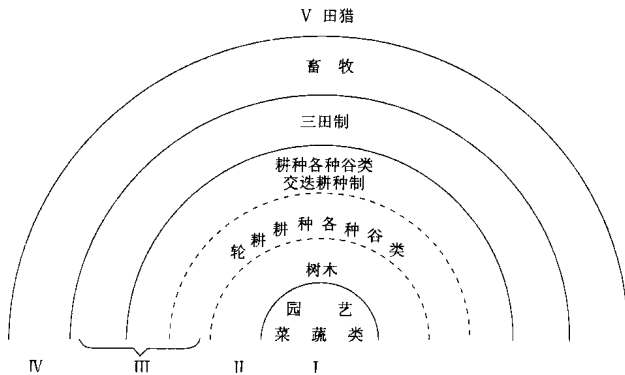 V 田猎
畜 牧
三田制
耕种各种谷类
交迭耕种制
轮耕耕种各种谷类
树木
园 艺
菜 蔬 类
Ⅳ Ⅲ Ⅱ Ⅰ